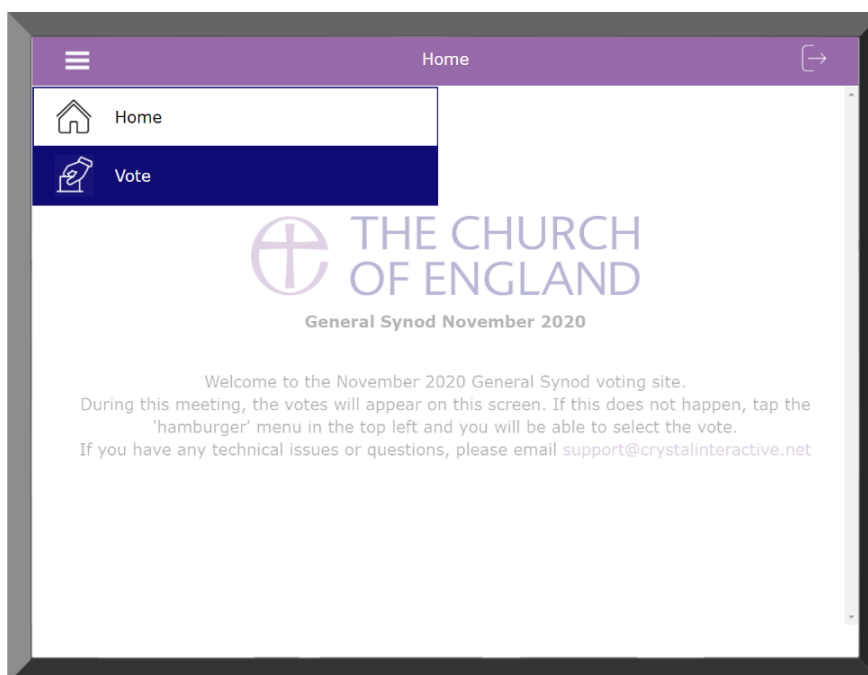 Home
Home
Vote
THE CHURCH
OF ENGLAND
General Synod November 2020
Welcome to the November 2020 General Synod voting site.
During this meeting, the votes will appear on this screen. If this does not happen, tap the
'hamburger' menu in the top left and you will be able to select the vote.
If you have any technical issues or questions, please email support@crystalinteractive.net